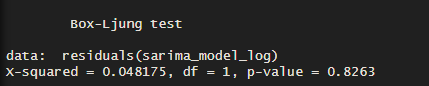 Box-Ljung test
data:  residuals(sarima_model_log)
X-squared = 0.048175, df = 1, p-value = 0.8263